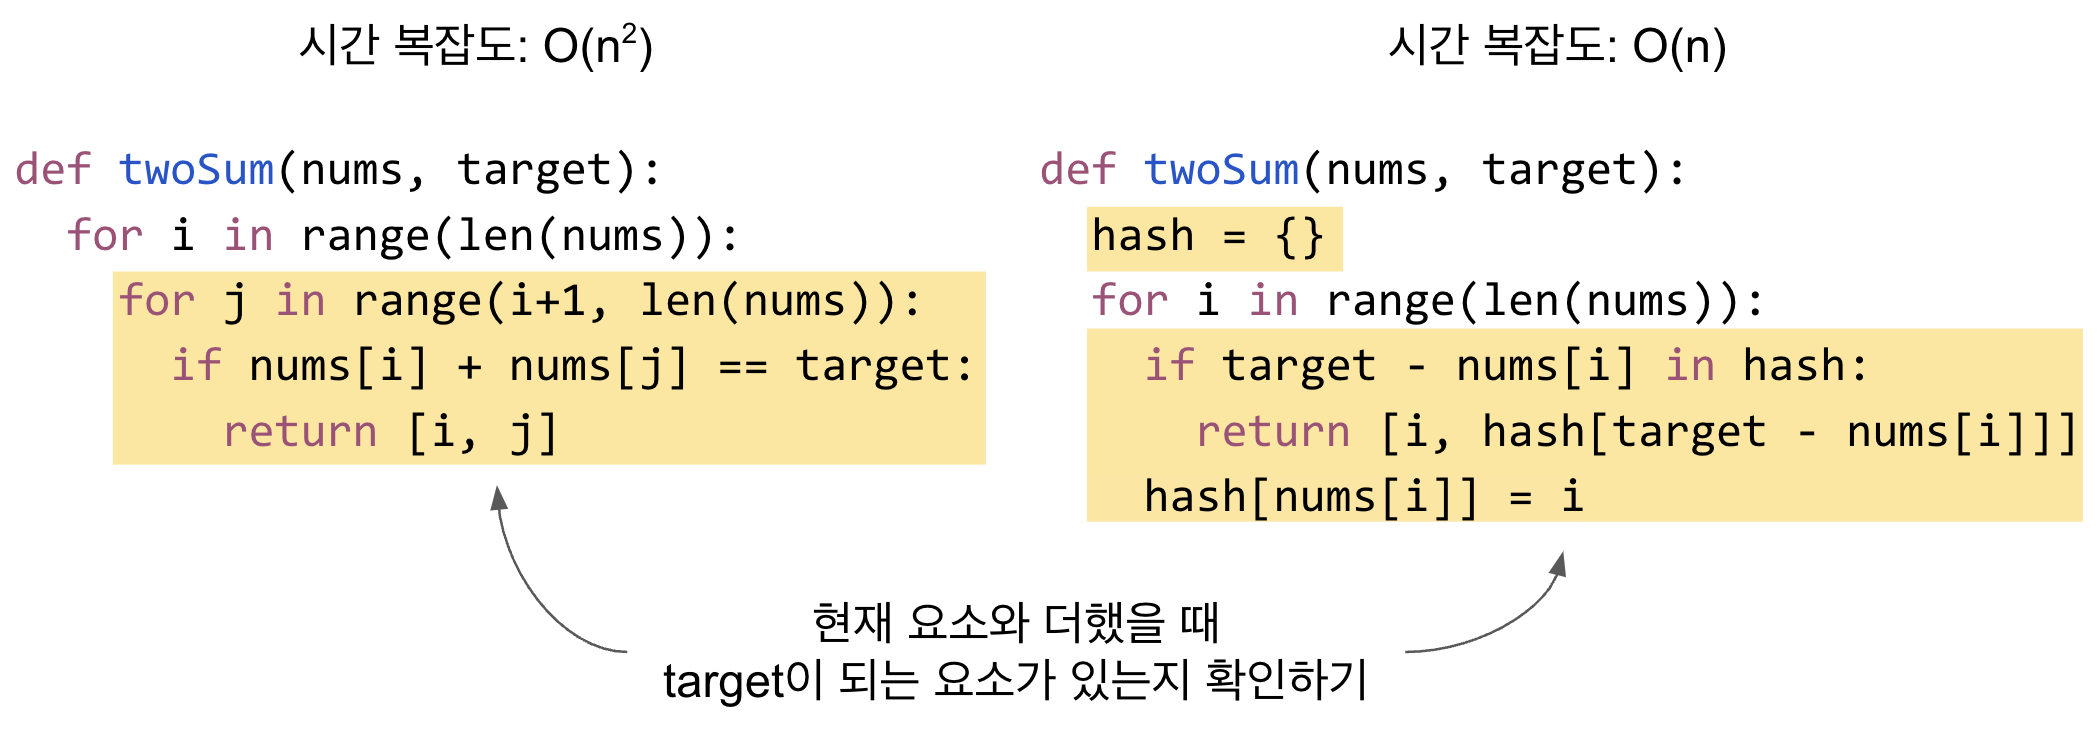 시간 복잡도: O(n²)
def twoSum(nums, target):
  for i in range(len(nums)):
    for j in range(i+1, len(nums)):
      if nums[i] + nums[j] == target:
        return [i, j]
시간 복잡도: O(n)
def twoSum(nums, target):
  hash = {}
  for i in range(len(nums)):
    if target - nums[i] in hash:
      return [i, hash[target - nums[i]]]
    hash[nums[i]] = i
현재 요소와 더했을 때
target이 되는 요소가 있는지 확인하기